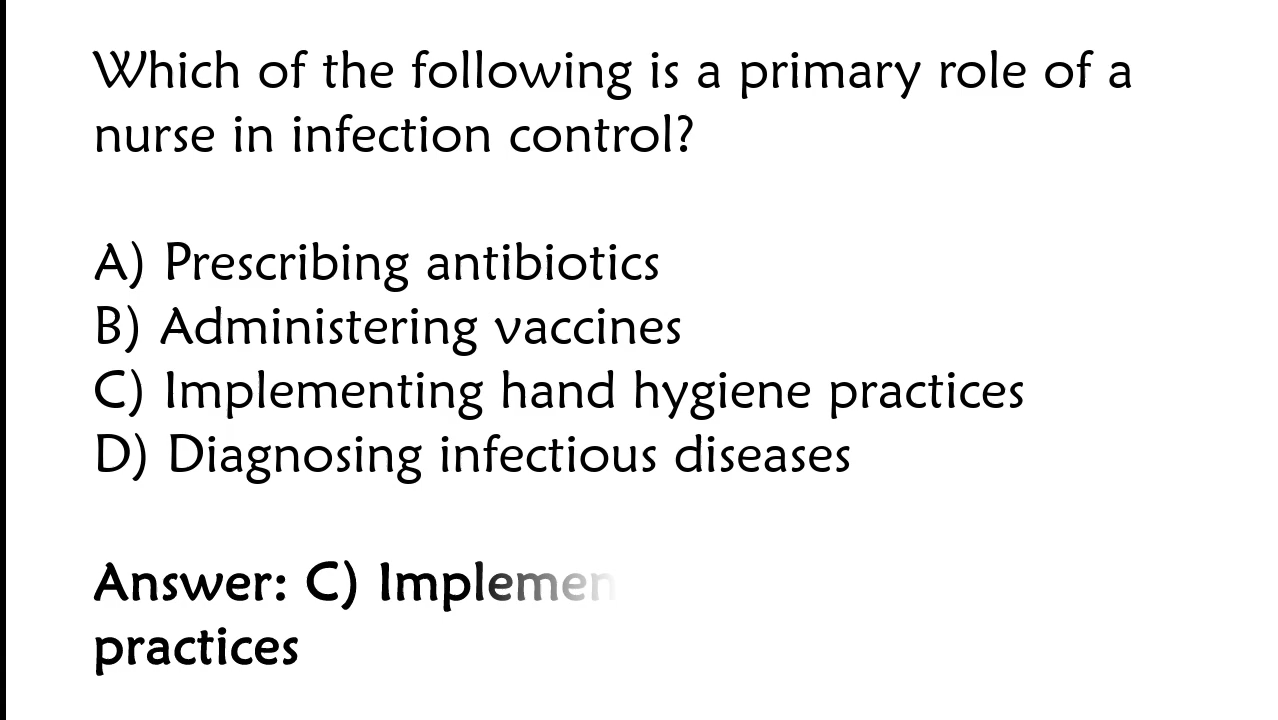 Which of the following is a primary role of a
nurse in infection control?
A) Prescribing antibiotics
B) Administering vaccines
C) Implementing hand hygiene practices
D) Diagnosing infectious diseases
Answer: C) Implemen
practices